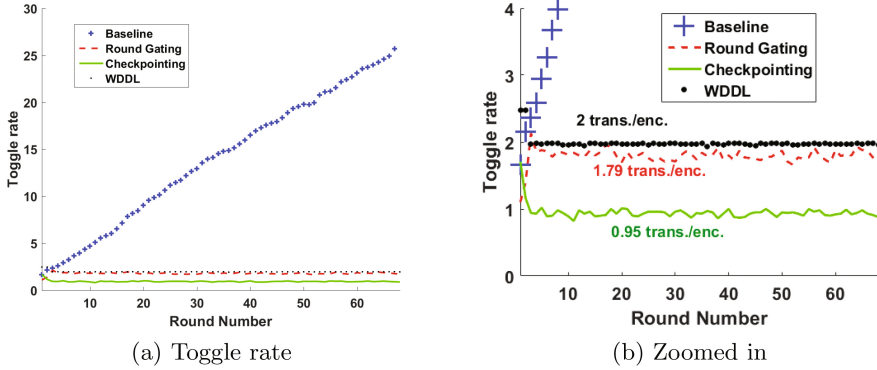 30
25
20
15
10
5
0
Toggle rate
Baseline
Round Gating
Checkpointing
WDDL
10
20
30
40
50
60
Round Number
(a) Toggle rate
4
3
2
1
0
Toggle rate
Baseline
Round Gating
Checkpointing
WDDL
2 trans./enc.
1.79 trans./enc.
0.95 trans./enc.
10
20
30
40
50
60
Round Number
(b) Zoomed in